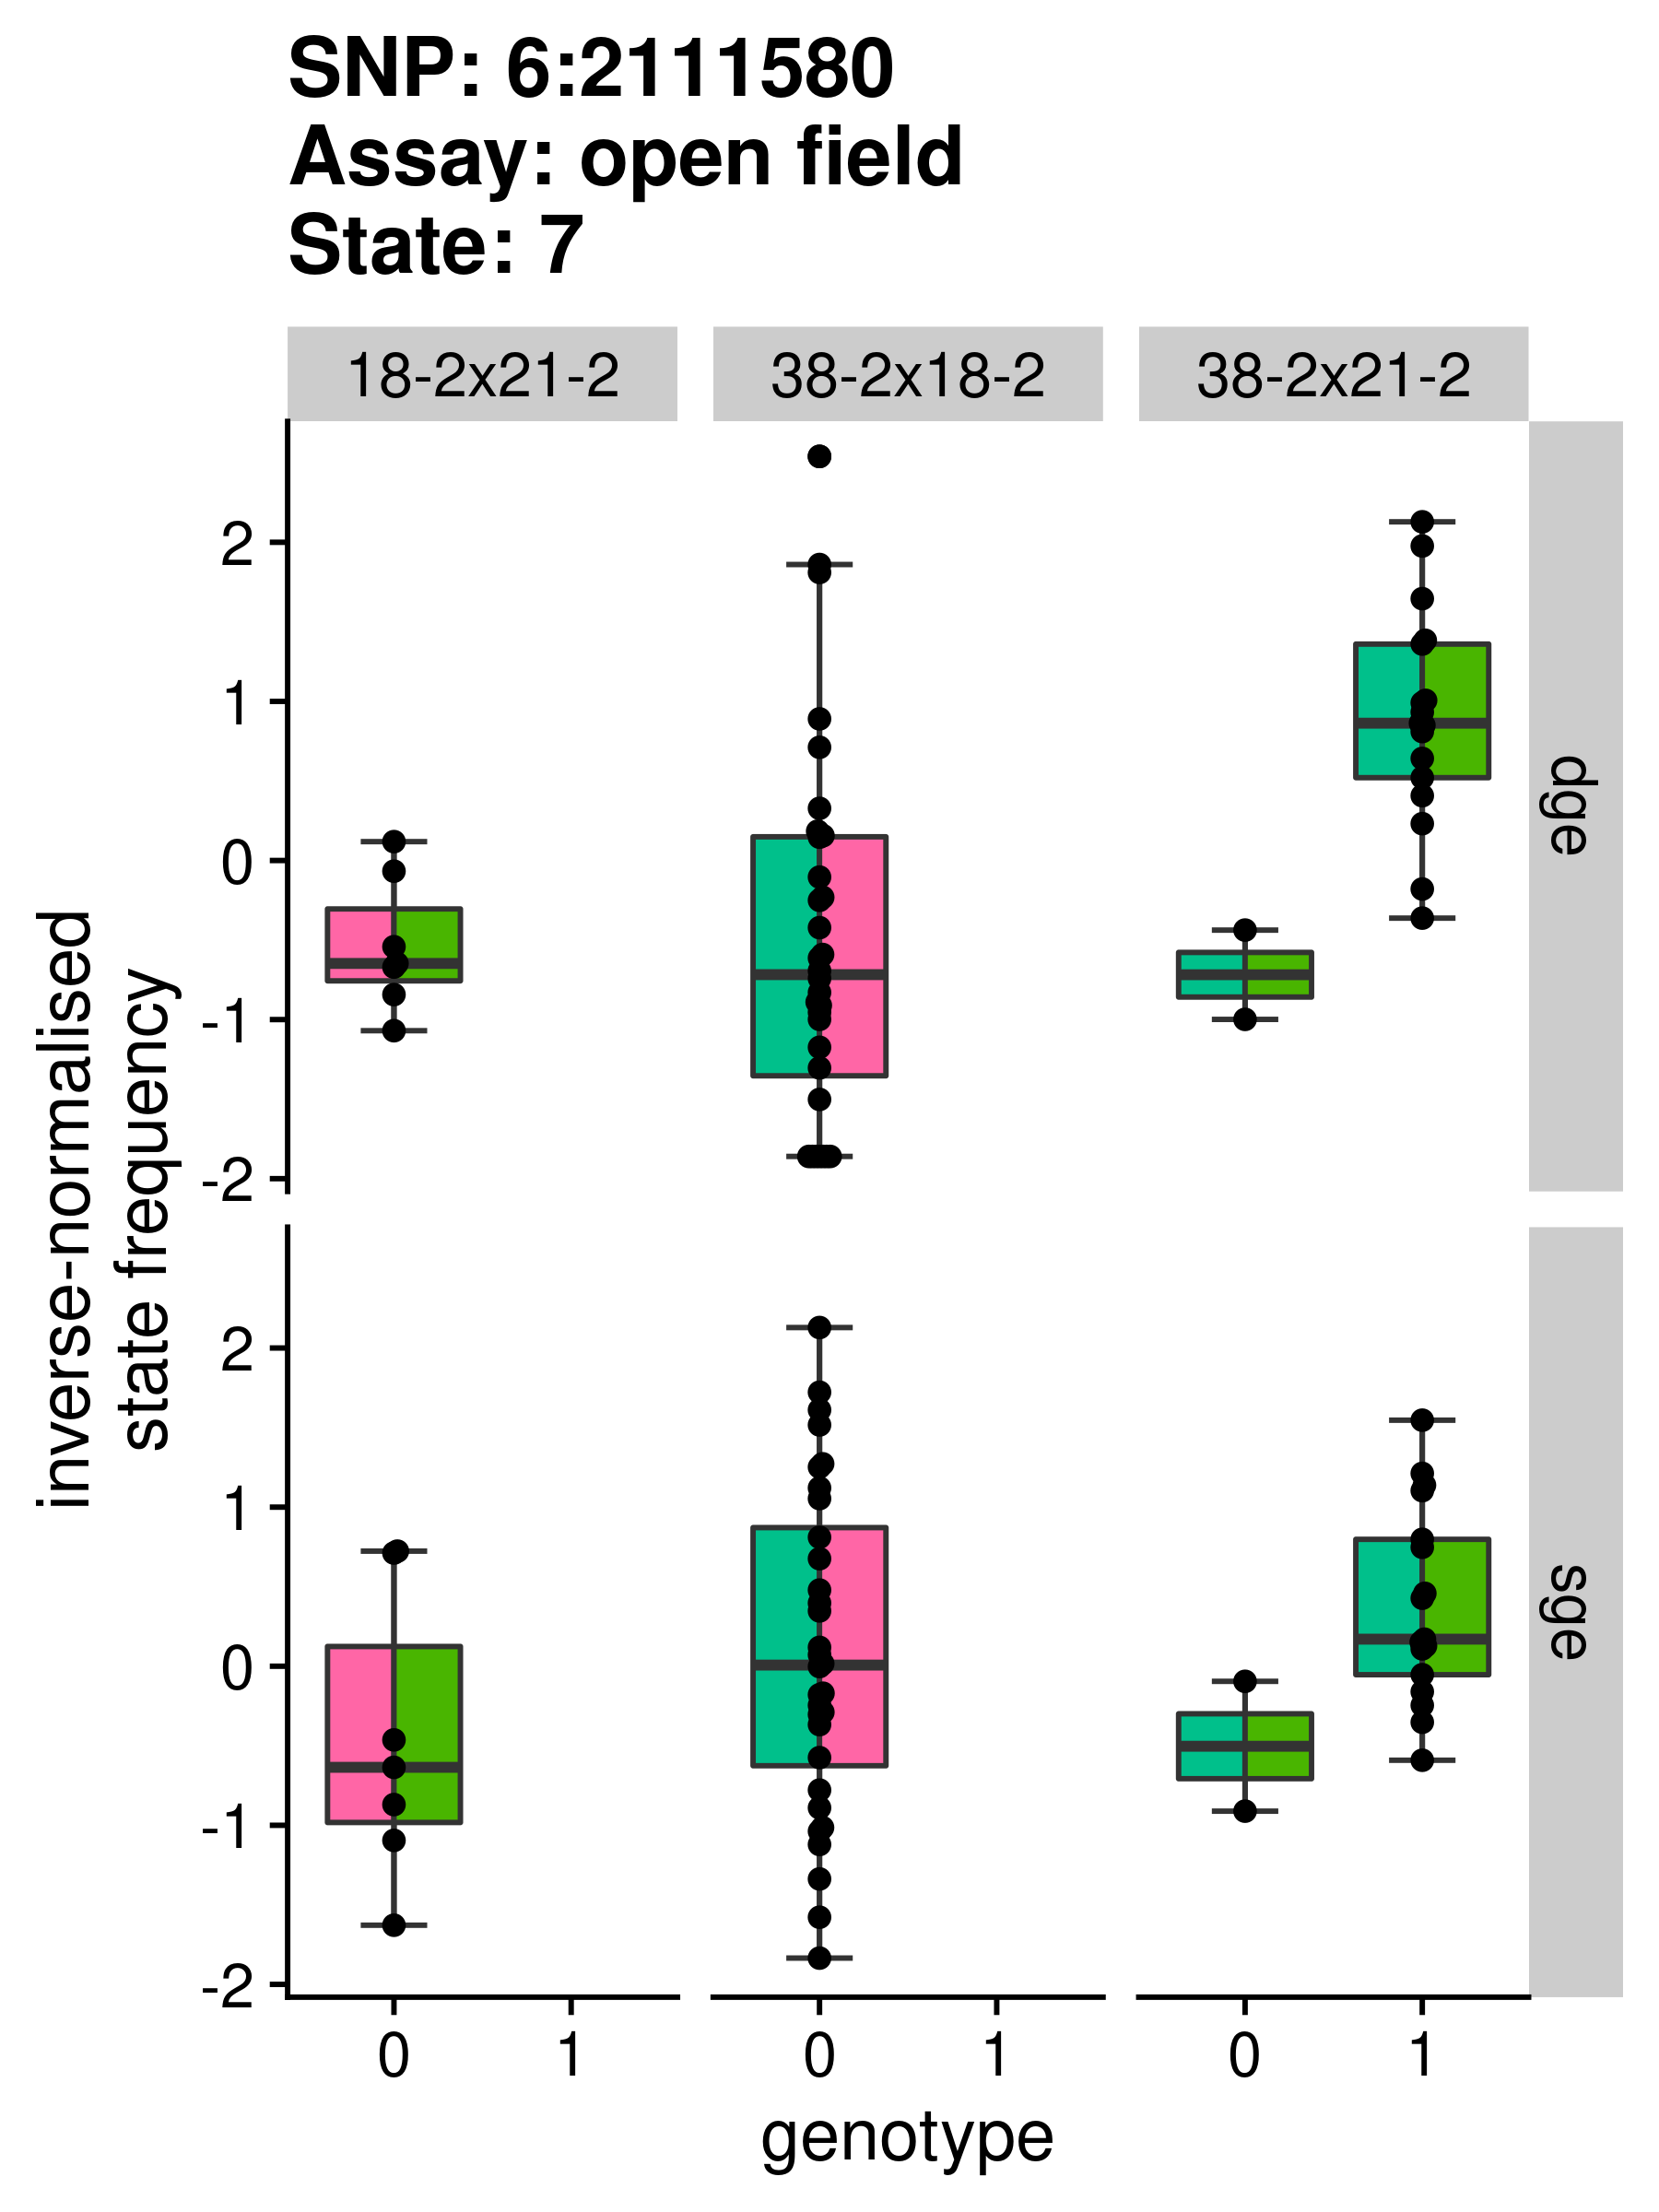 SNP: 6:2111580
Assay: open field
State: 7
18-2x21-2
38-2x18-2
38-2x21-2
inverse-normalised
state frequency
2
1
0
-1
-2
dge
2
1
0
-1
-2
sge
0
1
0
1
0
1
genotype